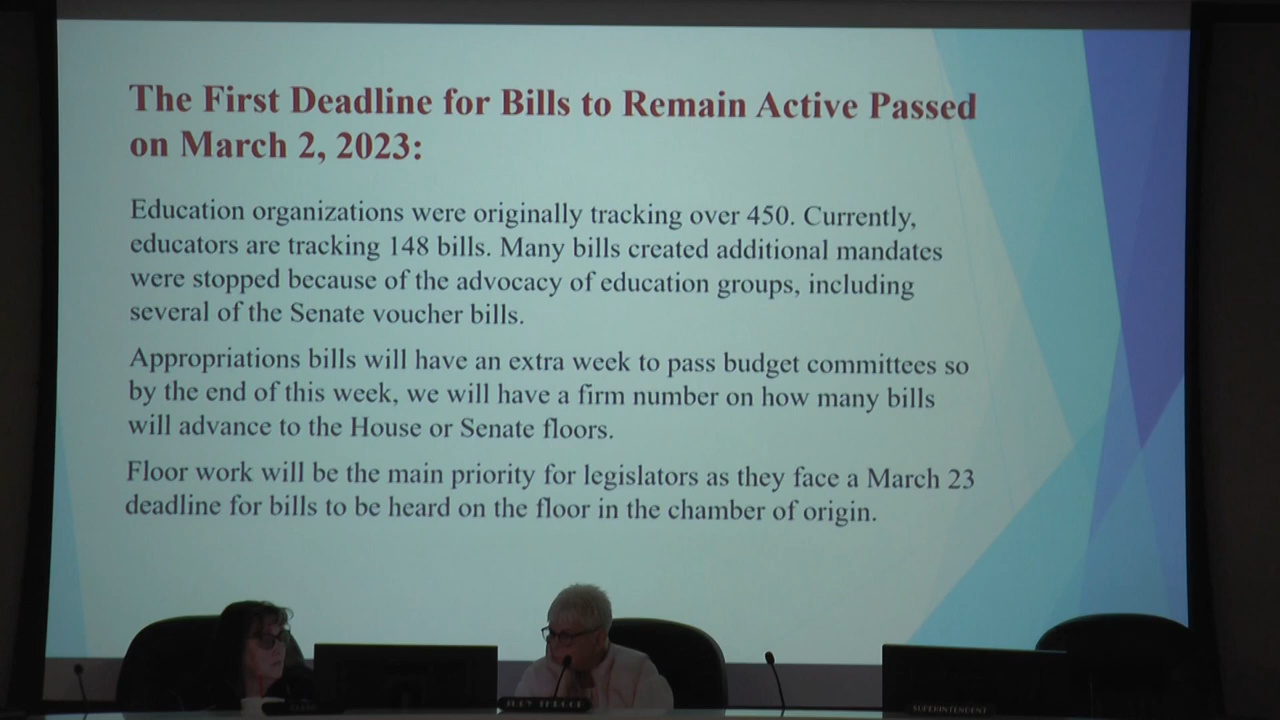 The First Deadline for Bills to Remain Active Passed
on March 2, 2023:
Education organizations were originally tracking over 450. Currently,
educators are tracking 148 bills. Many bills created additional mandates
were stopped because of the advocacy of education groups, including
several of the Senate voucher bills.
Appropriations bills will have an extra week to pass budget committees so
by the end of this week, we will have a firm number on how many bills
will advance to the House or Senate floors.
Floor work will be the main priority for legislators as they face a March 23
deadline for bills to be heard on the floor in the chamber of origin.
SUPERINTENDENT